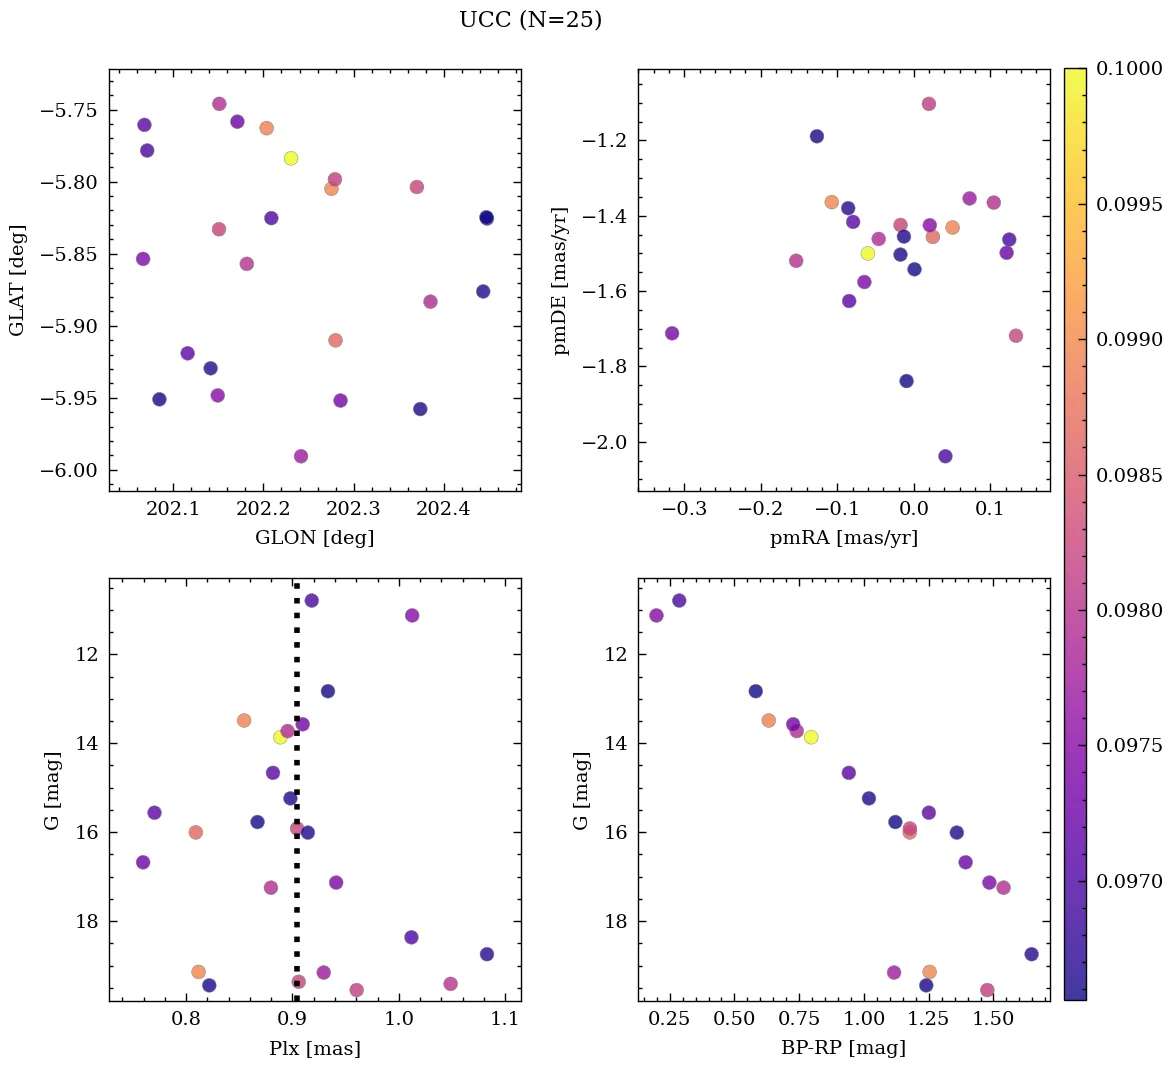 UCC (N=25)
−5.75
−5.80
−5.85
−5.90
−5.95
−6.00
GLAT [deg]
202.1 202.2 202.3 202.4
GLON [deg]
−1.2
−1.4
−1.6
−1.8
−2.0
pmDE [mas/yr]
−0.3 −0.2 −0.1 0.0 0.1
pmRA [mas/yr]
12
14
16
18
G [mag]
0.8 0.9 1.0 1.1
Plx [mas]
12
14
16
18
G [mag]
0.25 0.50 0.75 1.00 1.25 1.50
BP-RP [mag]
0.1000
0.0995
0.0990
0.0985
0.0980
0.0975
0.0970